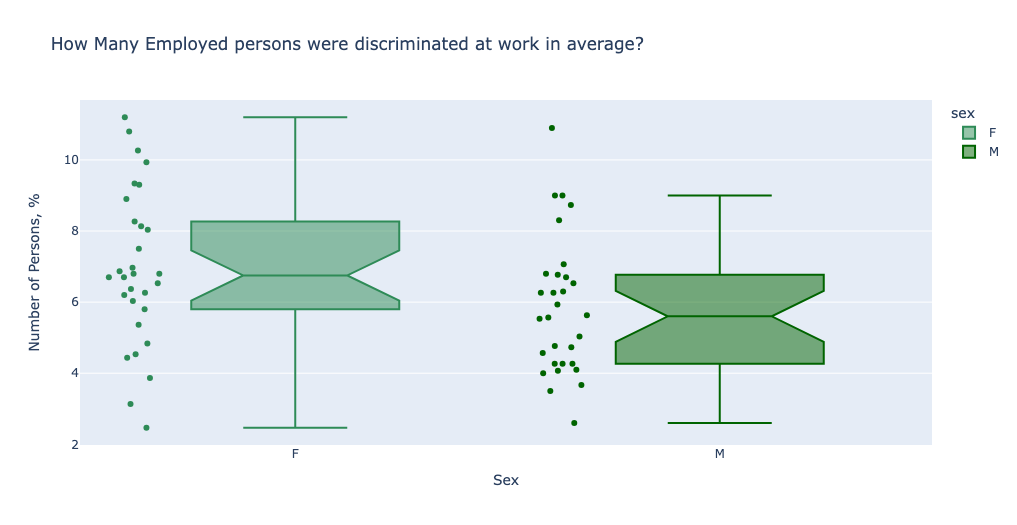 How Many Employed persons were discriminated at work in average?
sex
F
M
10
8
6
4
2
Number of Persons, %
F
M
Sex